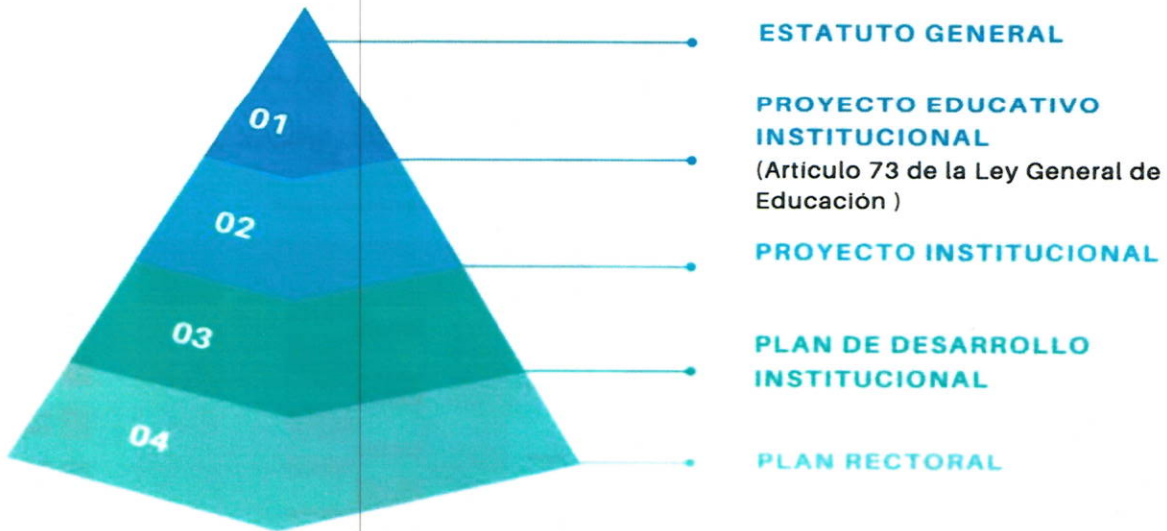 ESTATUTO GENERAL
01
PROYECTO EDUCATIVO
INSTITUCIONAL
(Artículo 73 de la Ley General de
Educación )
02
PROYECTO INSTITUCIONAL
03
PLAN DE DESARROLLO
INSTITUCIONAL
04
PLAN RECTORAL